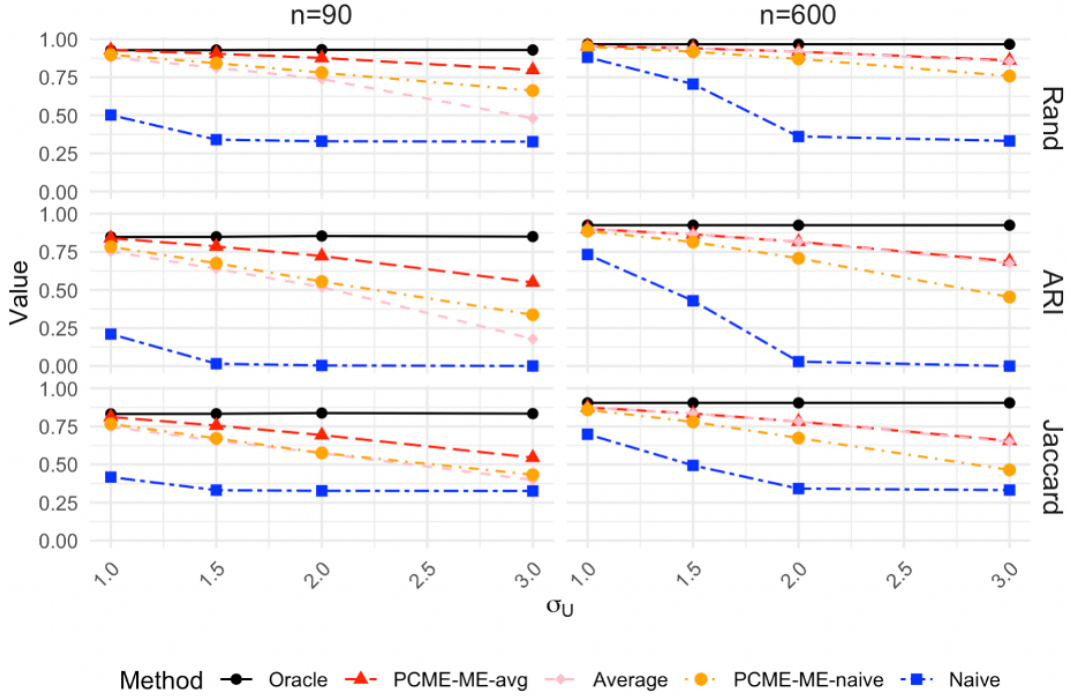 n=90 n=600
1.00
0.75
0.50
0.25
0.00
Rand
1.00
0.75
0.50
0.25
0.00
ARI
Value
1.00
0.75
0.50
0.25
0.00
Jaccard
1.0 1.5 2.0 2.5 3.0 1.0 1.5 2.0 2.5 3.0
σU
Method Oracle PCME-ME-avg Average PCME-ME-naive Naive